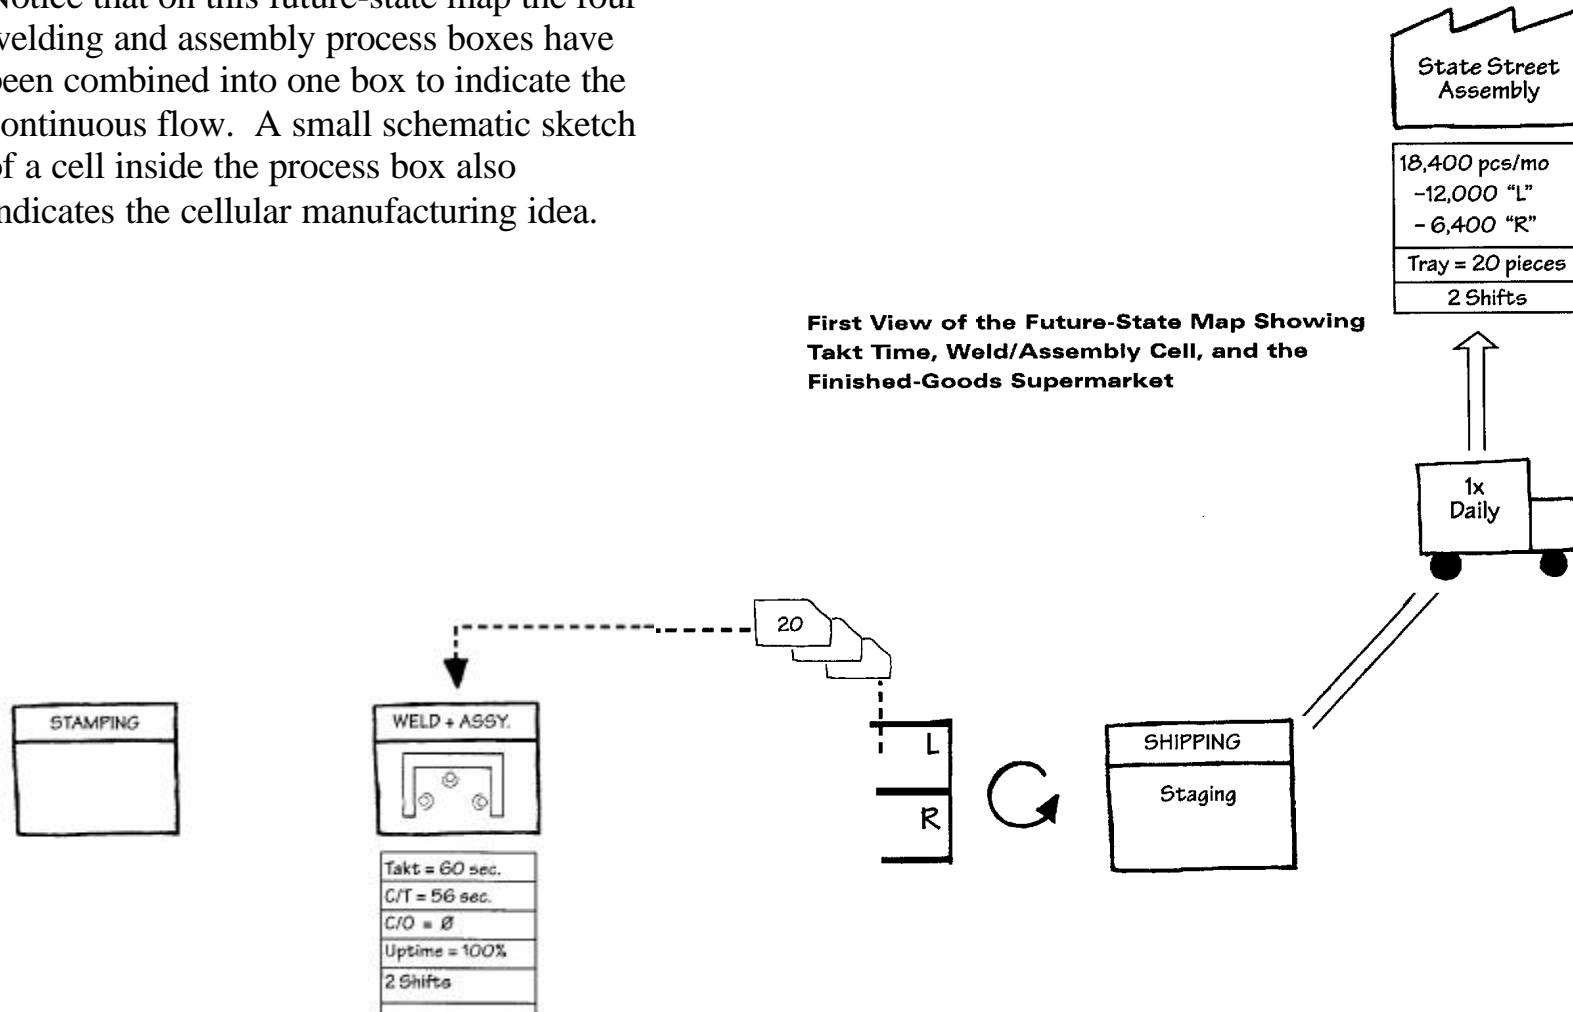 Notice that on this future-state map the four
welding and assembly process boxes have
been combined into one box to indicate the
continuous flow. A small schematic sketch
of a cell inside the process box also
indicates the cellular manufacturing idea.
State Street
Assembly
18,400 pcs/mo
-12,000 "L"
- 6,400 "R"
Tray = 20 pieces
2 Shifts
First View of the Future-State Map Showing
Takt Time, Weld/Assembly Cell, and the
Finished-Goods Supermarket
1x
Daily
20
STAMPING
WELD + ASSY.
L
R
SHIPPING
Staging
Takt = 60 sec.
C/T = 56 sec.
C/O = Ø
Uptime = 100%
2 Shifts